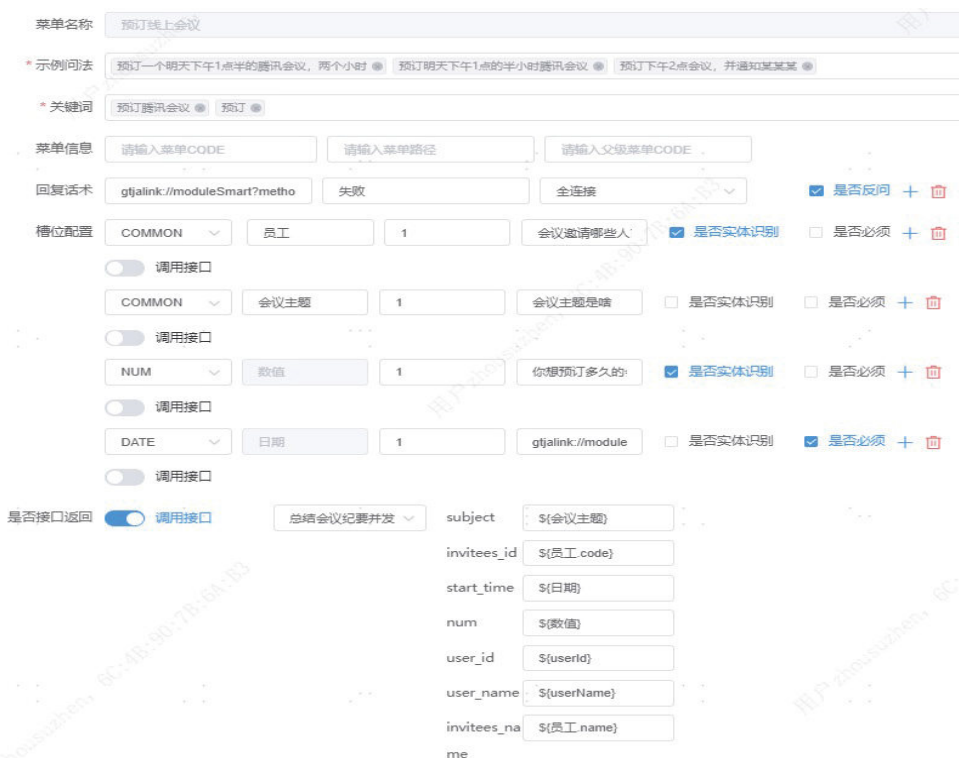 菜单名称 预订线上会议
* 示例问法 预订一个明天下午1点半的腾讯会议，两个小时 预订明天下午1点的半小时腾讯会议 预订下午2点会议，并通知某某某
* 关键词 预订腾讯会议 预订
菜单信息 请输入菜单CODE 请输入菜单路径 请输入父级菜单CODE
回复话术 gtjalink://moduleSmart?metho 失败 全连接 是否反问
槽位配置 COMMON 员工 1 会议邀请哪些人 是否实体识别 是否必须
调用接口
COMMON 会议主题 1 会议主题是啥 是否实体识别 是否必须
调用接口
NUM 数值 1 你想预订多久的 是否实体识别 是否必须
调用接口
DATE 日期 1 gtjalink://module 是否实体识别 是否必须
调用接口
是否接口返回 调用接口 总结会议纪要并发 subject ${会议主题}
invitees_id ${员工.code}
start_time ${日期}
num ${数值}
user_id ${userId}
user_name ${userName}
invitees_na ${员工.name}
me